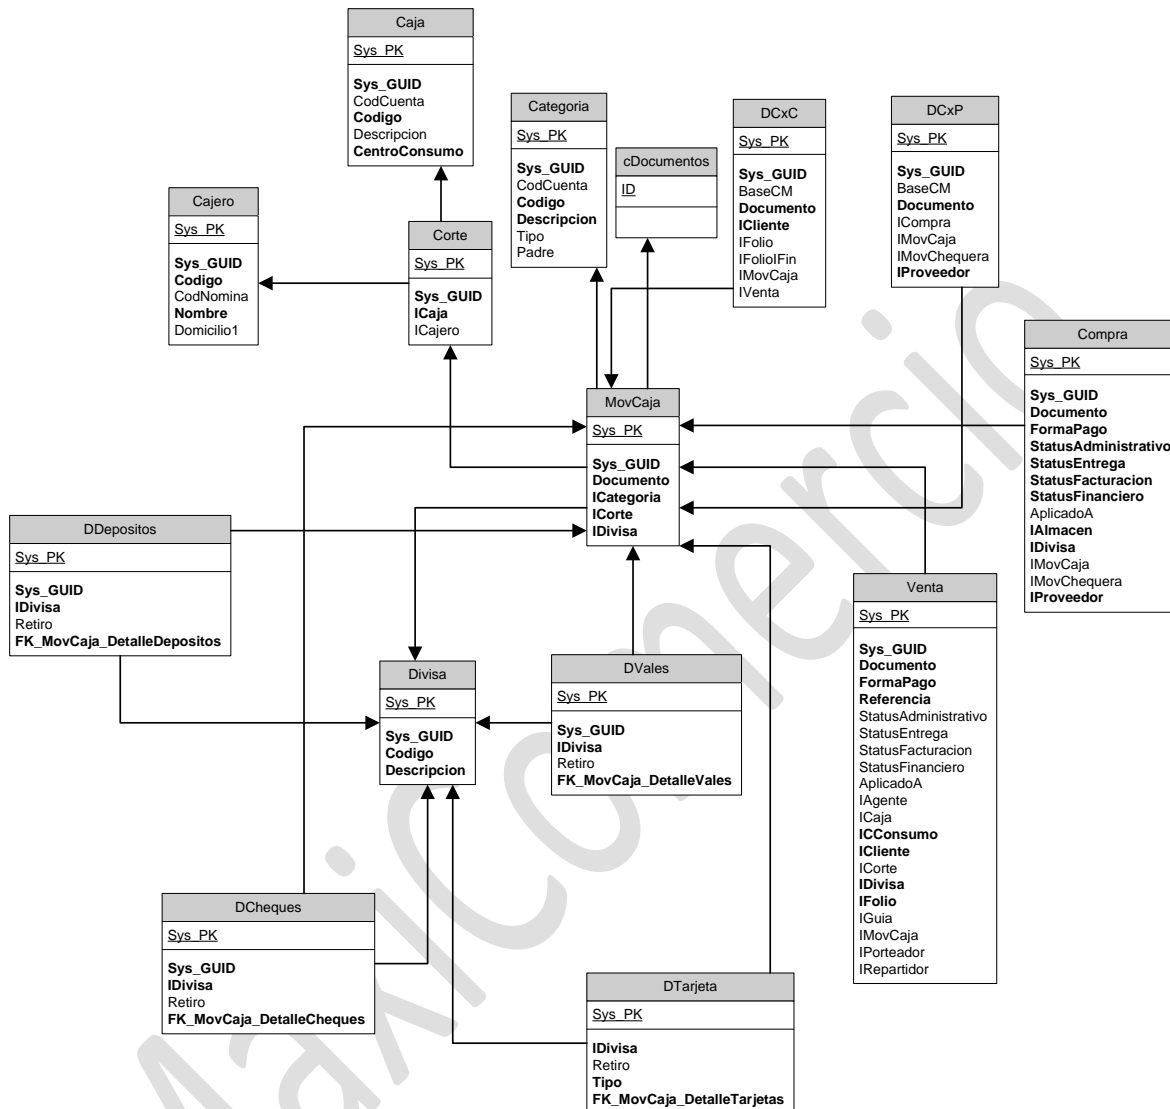 Caja
Sys_PK
Sys_GUID
CodCuenta
Codigo
Descripcion
CentroConsumo
Categoria
Sys_PK
Sys_GUID
CodCuenta
Codigo
Descripcion
Tipo
Padre
cDocumentos
ID
DCxC
Sys_PK
Sys_GUID
BaseCM
Documento
ICliente
IFolio
IFolioIFin
IMovCaja
IVenta
DCxP
Sys_PK
Sys_GUID
BaseCM
Documento
ICompra
IMovCaja
IMovChequera
IProveedor
Cajero
Sys_PK
Sys_GUID
Codigo
CodNomina
Nombre
Domicilio1
Corte
Sys_PK
Sys_GUID
ICaja
ICajero
Compra
Sys_PK
Sys_GUID
Documento
FormaPago
StatusAdministrativo
StatusEntrega
StatusFacturacion
StatusFinanciero
AplicadoA
IAlmacen
IDivisa
IMovCaja
IMovChequera
IProveedor
MovCaja
Sys_PK
Sys_GUID
Documento
ICategoria
ICorte
IDivisa
DDepositos
Sys_PK
Sys_GUID
IDivisa
Retiro
FK_MovCaja_DetalleDepositos
Divisa
Sys_PK
Sys_GUID
Codigo
Descripcion
DVales
Sys_PK
Sys_GUID
IDivisa
Retiro
FK_MovCaja_DetalleVales
Venta
Sys_PK
Sys_GUID
Documento
FormaPago
Referencia
StatusAdministrativo
StatusEntrega
StatusFacturacion
StatusFinanciero
AplicadoA
IAgente
ICaja
ICConsumo
ICliente
ICorte
IDivisa
IFolio
IGuia
IMovCaja
IPorteador
IRepartidor
DCheques
Sys_PK
Sys_GUID
IDivisa
Retiro
FK_MovCaja_DetalleCheques
DTarjeta
Sys_PK
IDivisa
Retiro
Tipo
FK_MovCaja_DetalleTarjetas
MaxiComercio